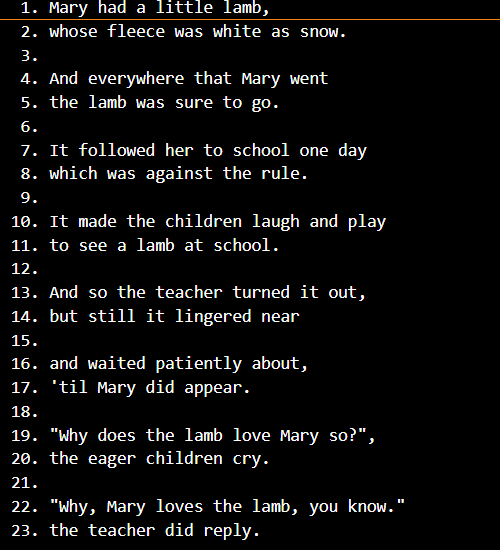 1. Mary had a little lamb,
2. whose fleece was white as snow.
3.
4. And everywhere that Mary went
5. the lamb was sure to go.
6.
7. It followed her to school one day
8. which was against the rule.
9.
10. It made the children laugh and play
11. to see a lamb at school.
12.
13. And so the teacher turned it out,
14. but still it lingered near
15.
16. and waited patiently about,
17. 'til Mary did appear.
18.
19. "Why does the lamb love Mary so?",
20. the eager children cry.
21.
22. "Why, Mary loves the lamb, you know."
23. the teacher did reply.